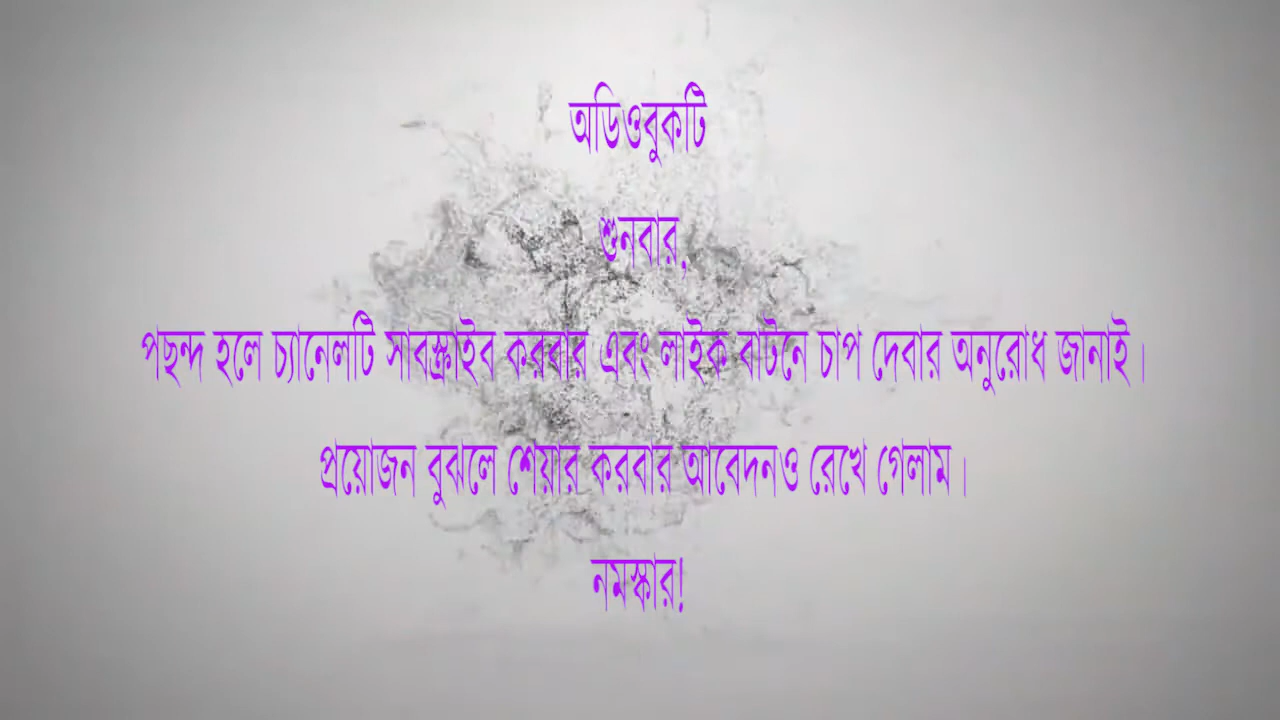 অডিওবুকটি
শুনবার,
পছন্দ হলে চ্যানেলটি সাবস্ক্রাইব করবার এবং লাইক বাটনে চাপ দেবার অনুরোধ জানাই।
প্রয়োজন বুঝলে শেয়ার করবার আবেদনও রেখে গেলাম।
নমস্কার!